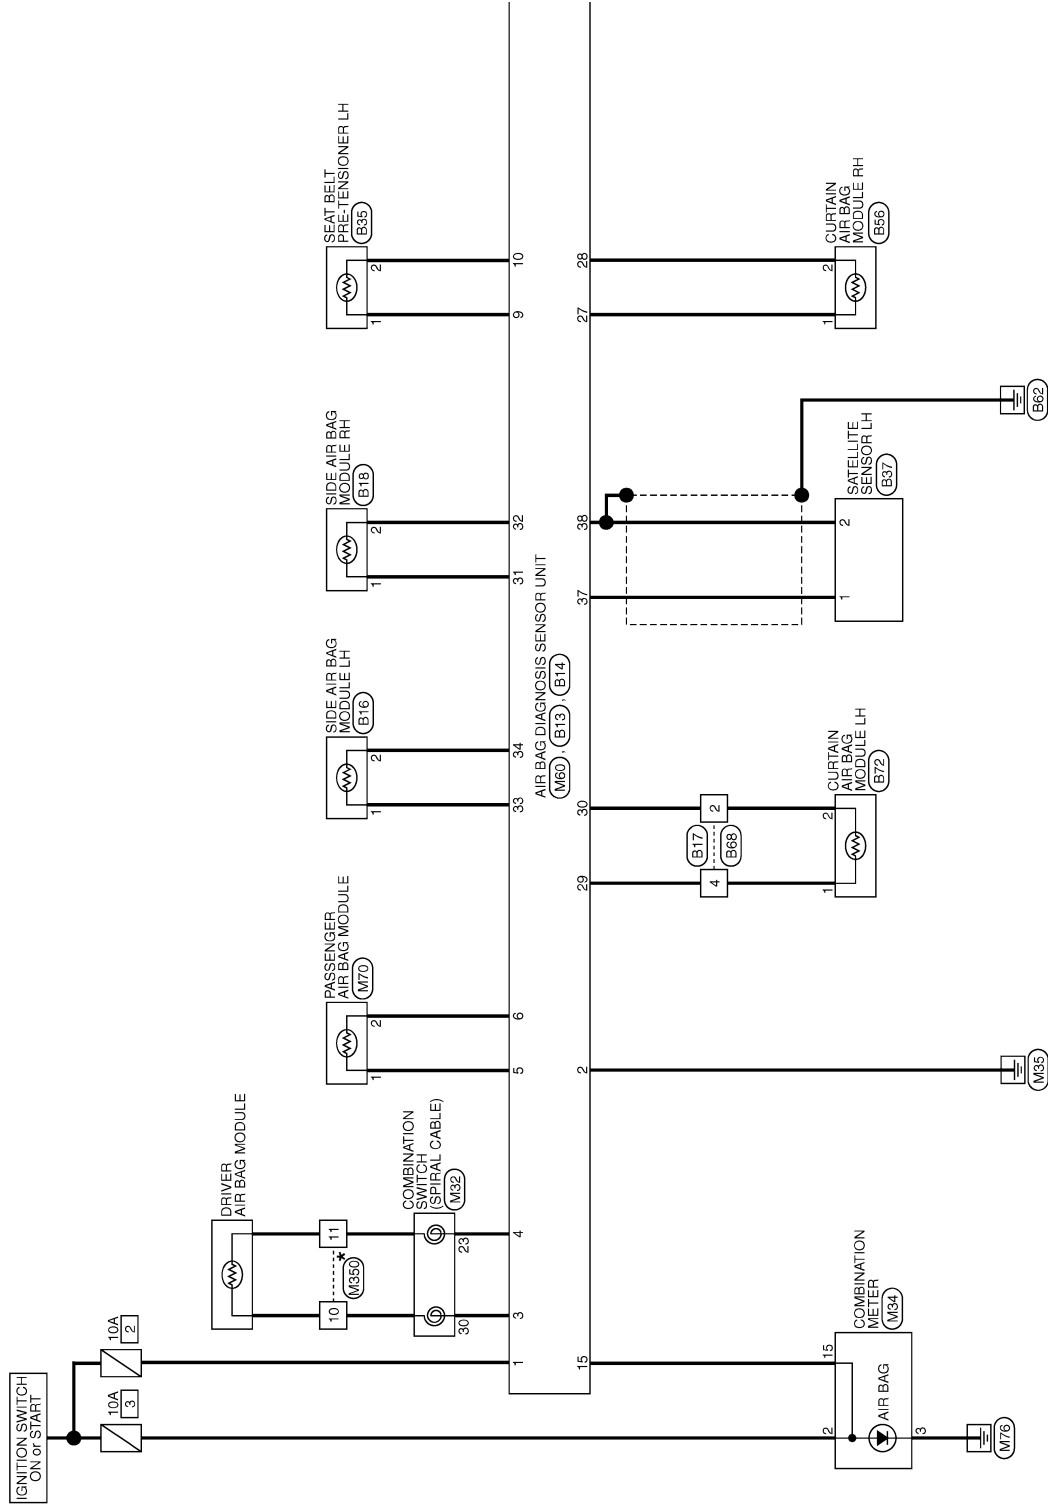 IGNITION SWITCH
ON or START
10A
3
10A
2
DRIVER
AIR BAG MODULE
10
11
*
M350
COMBINATION
SWITCH
(SPIRAL CABLE)
M32
30
23
3
4
1
PASSENGER
AIR BAG MODULE
M70
1
2
5
6
SIDE AIR BAG
MODULE LH
B16
1
2
33
34
SIDE AIR BAG
MODULE RH
B18
1
2
31
32
SEAT BELT
PRE-TENSIONER LH
B35
1
2
9
10
AIR BAG DIAGNOSIS SENSOR UNIT
M60 , B13 , B14
15
2
29
30
37
38
27
28
B17
4
2
B68
COMBINATION
METER
M34
2
15
AIR BAG
3
M76
M35
CURTAIN
AIR BAG
MODULE LH
B72
1
2
SATELLITE
SENSOR LH
B37
1
2
B62
CURTAIN
AIR BAG
MODULE RH
B56
1
2